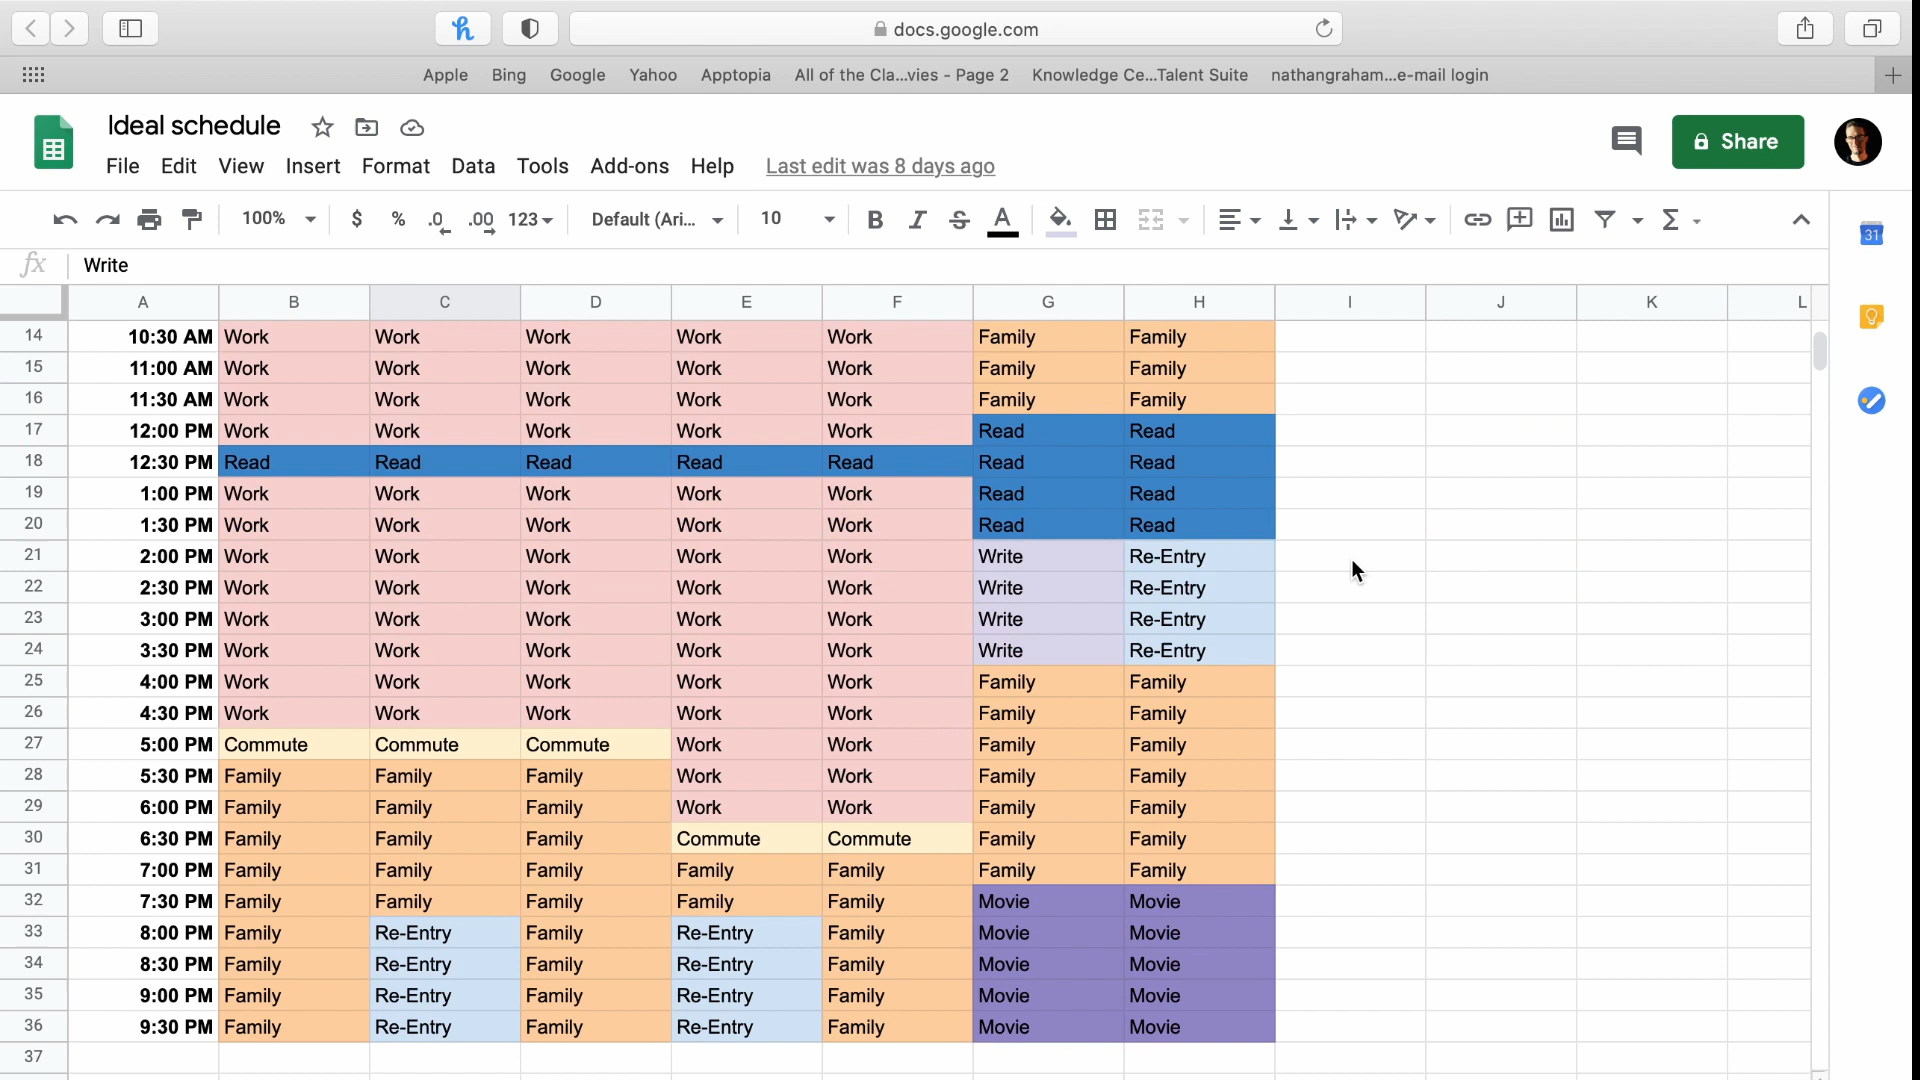 docs.google.com
Apple Bing Google Yahoo Apptopia All of the Cla...vies - Page 2 Knowledge Ce...Talent Suite nathangraham...e-mail login
Ideal schedule
Share
File Edit View Insert Format Data Tools Add-ons Help Last edit was 8 days ago
100% $ % .0 .00 123 Default (Ari... 10 B I S A Σ
31
fx Write
A B C D E F G H I J K L
14 10:30 AM Work Work Work Work Work Family Family
15 11:00 AM Work Work Work Work Work Family Family
16 11:30 AM Work Work Work Work Work Family Family
17 12:00 PM Work Work Work Work Work Read Read
18 12:30 PM Read Read Read Read Read Read Read
19 1:00 PM Work Work Work Work Work Read Read
20 1:30 PM Work Work Work Work Work Read Read
21 2:00 PM Work Work Work Work Work Write Re-Entry
22 2:30 PM Work Work Work Work Work Write Re-Entry
23 3:00 PM Work Work Work Work Work Write Re-Entry
24 3:30 PM Work Work Work Work Work Write Re-Entry
25 4:00 PM Work Work Work Work Work Family Family
26 4:30 PM Work Work Work Work Work Family Family
27 5:00 PM Commute Commute Commute Work Work Family Family
28 5:30 PM Family Family Family Work Work Family Family
29 6:00 PM Family Family Family Work Work Family Family
30 6:30 PM Family Family Family Commute Commute Family Family
31 7:00 PM Family Family Family Family Family Family Family
32 7:30 PM Family Family Family Family Family Movie Movie
33 8:00 PM Family Re-Entry Family Re-Entry Family Movie Movie
34 8:30 PM Family Re-Entry Family Re-Entry Family Movie Movie
35 9:00 PM Family Re-Entry Family Re-Entry Family Movie Movie
36 9:30 PM Family Re-Entry Family Re-Entry Family Movie Movie
37